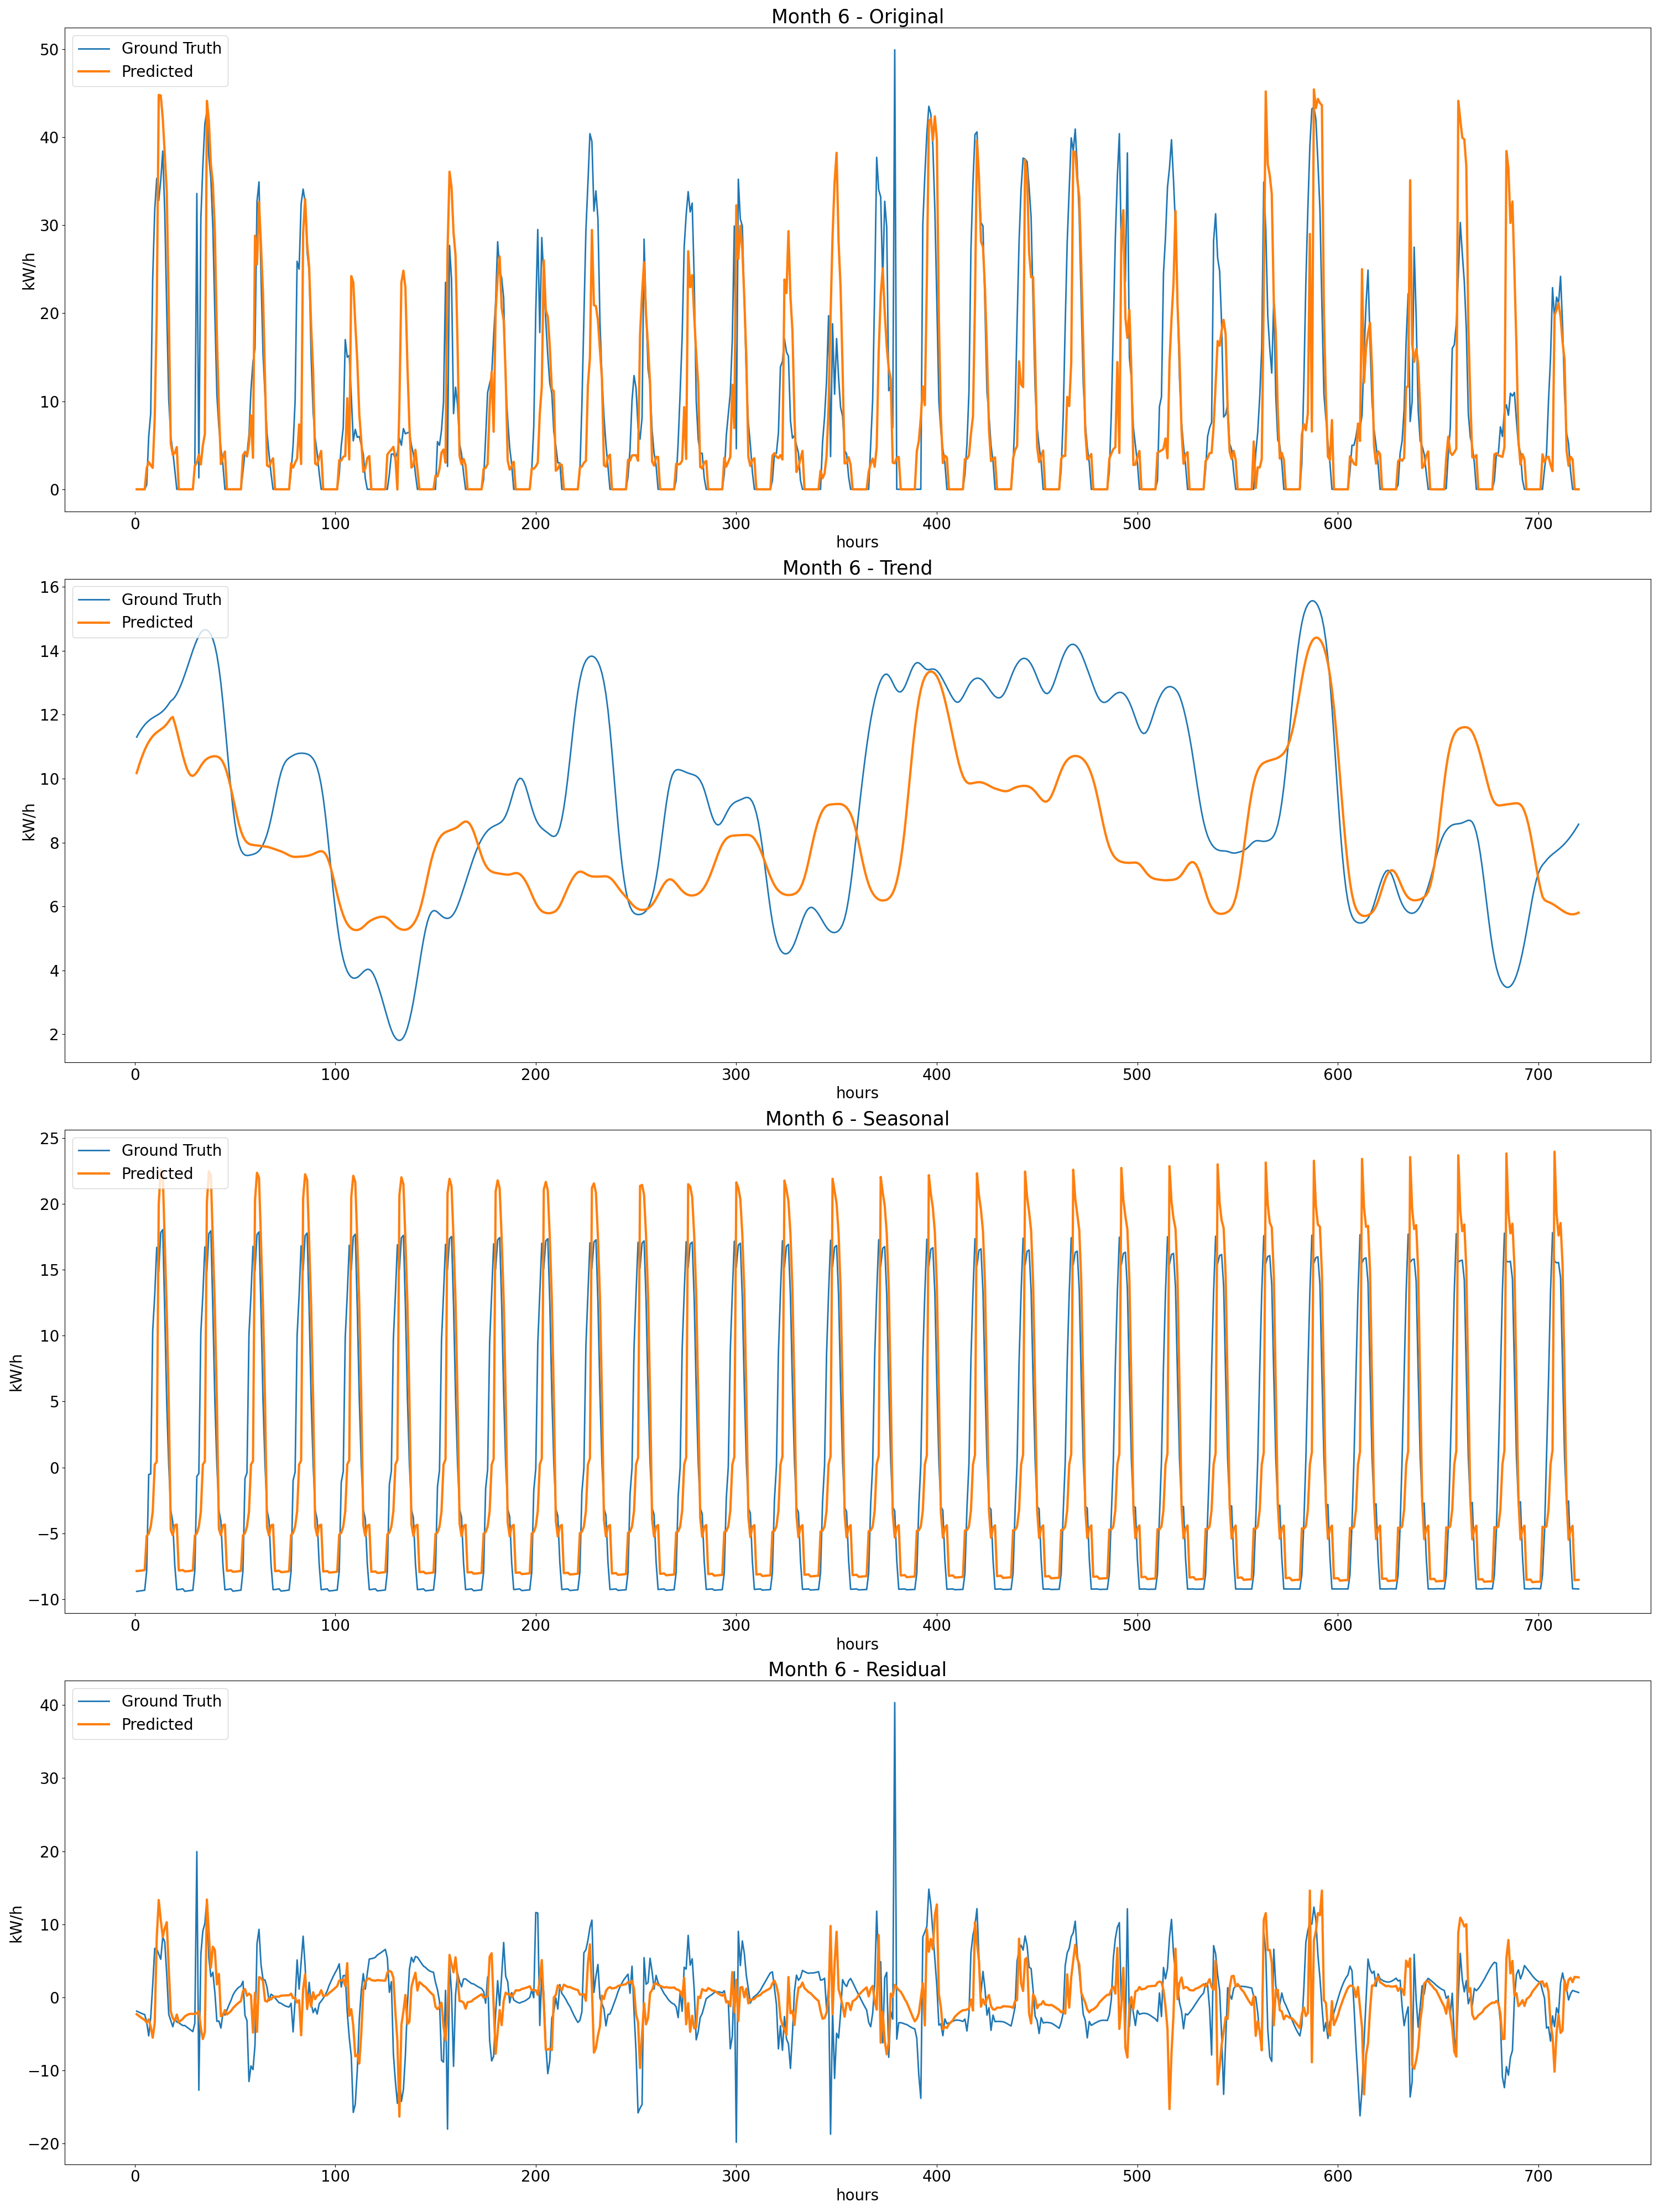 Month 6 - Original
Ground Truth
Predicted
kW/h
50
40
30
20
10
0
0 100 200 300 400 500 600 700
hours
Month 6 - Trend
Ground Truth
Predicted
kW/h
16
14
12
10
8
6
4
2
0 100 200 300 400 500 600 700
hours
Month 6 - Seasonal
Ground Truth
Predicted
kW/h
25
20
15
10
5
0
−5
−10
0 100 200 300 400 500 600 700
hours
Month 6 - Residual
Ground Truth
Predicted
kW/h
40
30
20
10
0
−10
−20
0 100 200 300 400 500 600 700
hours